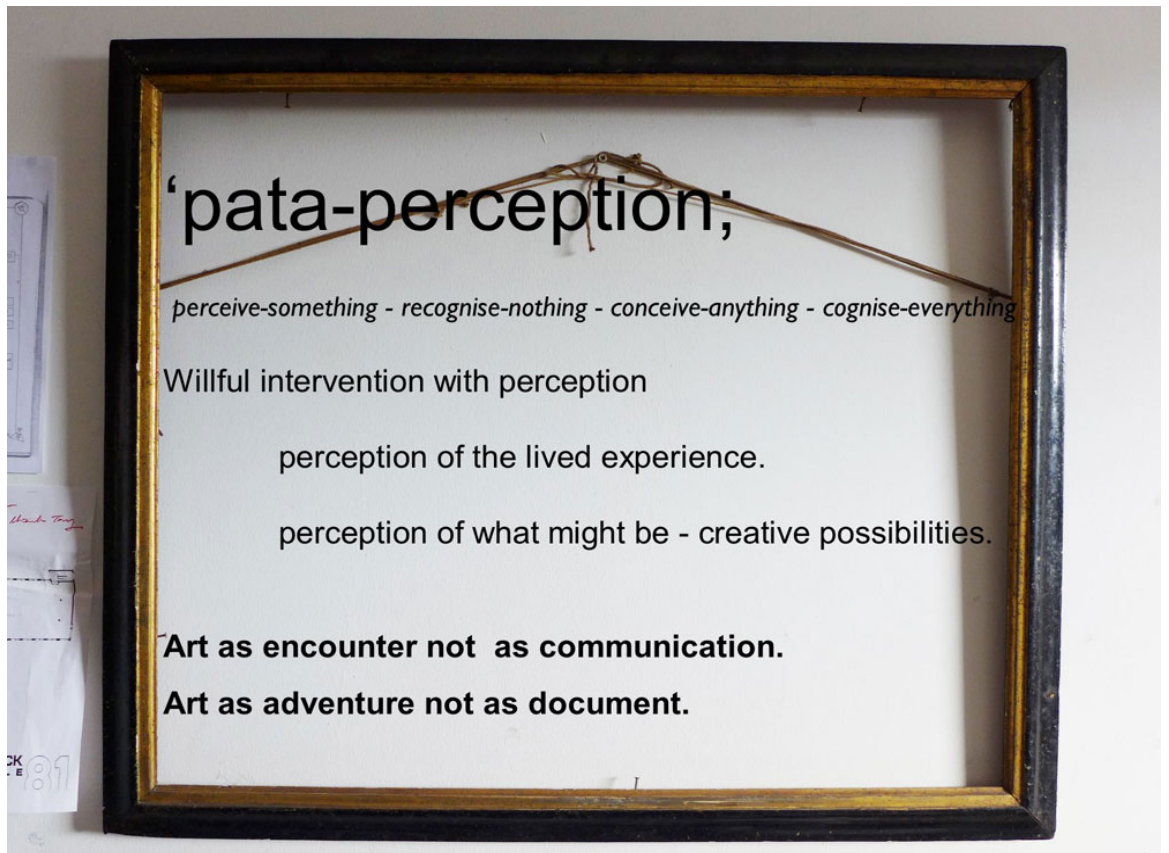 ‘pata-perception;
perceive-something - recognise-nothing - conceive-anything - cognise-everything
Willful intervention with perception
perception of the lived experience.
perception of what might be - creative possibilities.
Art as encounter not  as communication.
Art as adventure not as document.
CK
L E 81